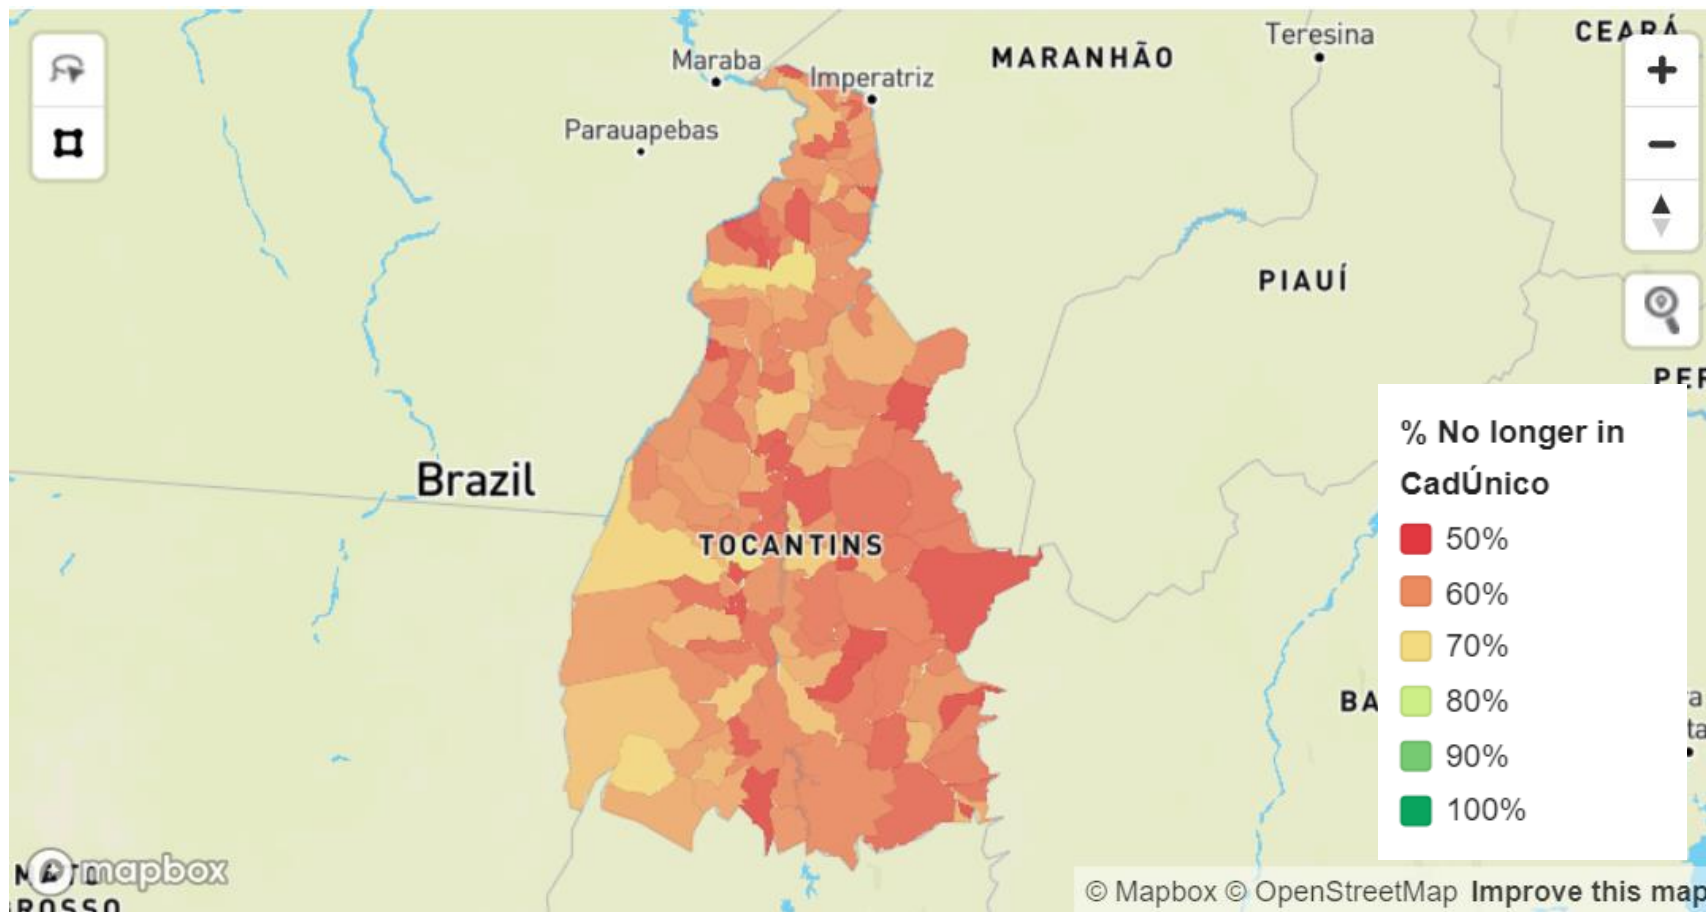 CEARÁ
Teresina
MARANHÃO
Maraba
Imperatriz
Parauapebas
PIAUÍ
% No longer in
CadÚnico
50%
60%
70%
80%
90%
100%
Brazil
TOCANTINS
BA
mapbox
© Mapbox © OpenStreetMap Improve this map